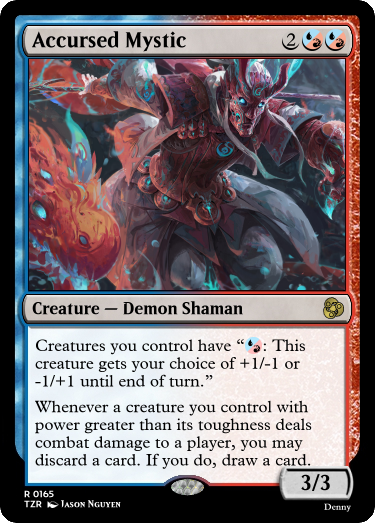 Accursed Mystic 2
Creature — Demon Shaman
Creatures you control have “: This
creature gets your choice of +1/-1 or
-1/+1 until end of turn.”
Whenever a creature you control with
power greater than its toughness deals
combat damage to a player, you may
discard a card. If you do, draw a card.
3/3
R 0165
TZR Jason Nguyen
Denny